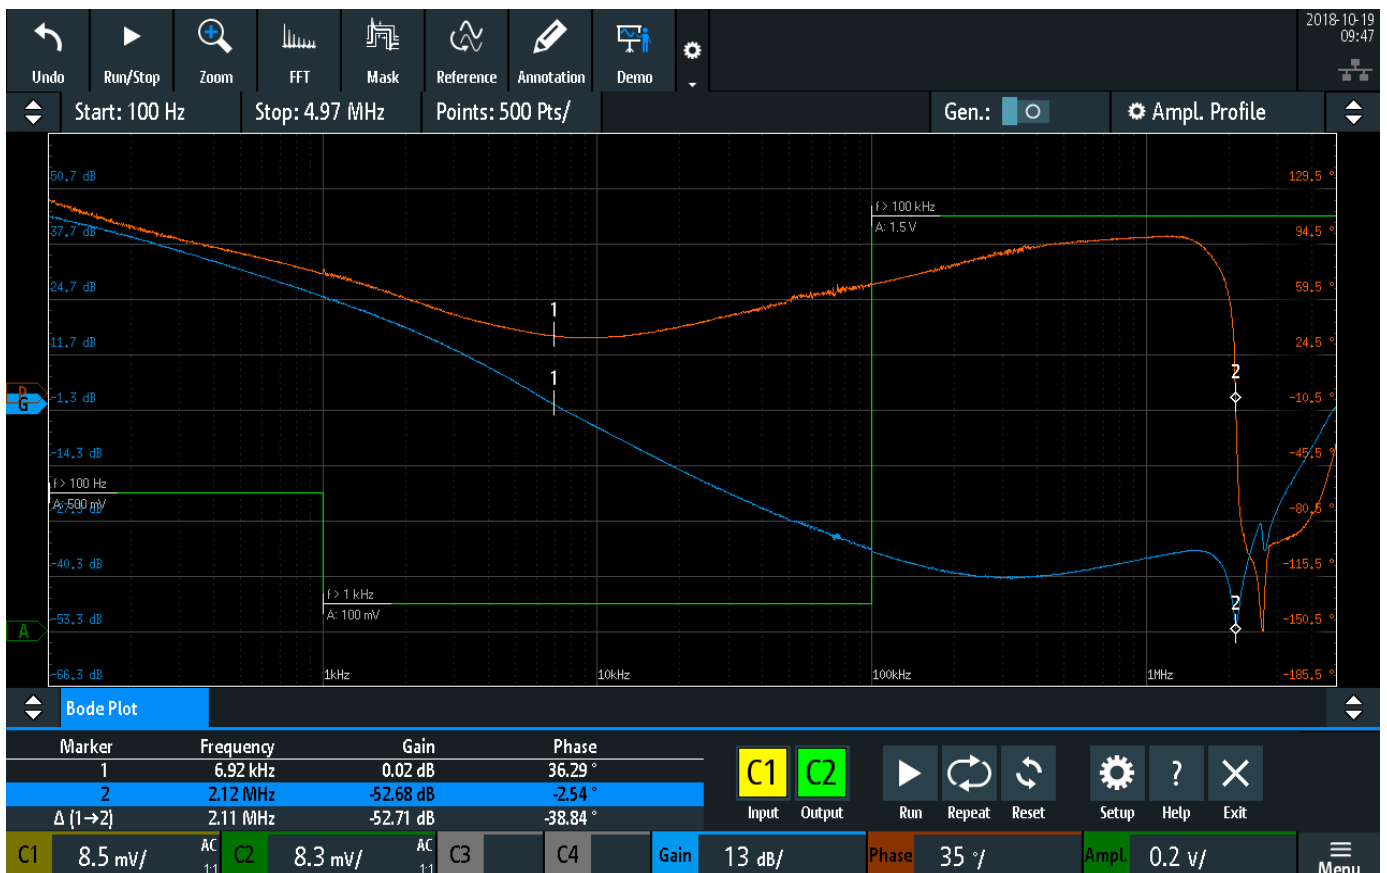 2018-10-19
09:47
Undo Run/Stop Zoom FFT Mask Reference Annotation Demo
Start: 100 Hz Stop: 4.97 MHz Points: 500 Pts/ Gen.: Ampl. Profile
50.7 dB 129.5 °
f> 100 kHz
37.7 dB A: 1.5 V 94.5 °
24.7 dB 59.5 °
1
11.7 dB 24.5 °
1 2
P
G -1.3 dB -10.5 °
-14.3 dB -45.5 °
f> 100 Hz
A: 500 mV
-27.3 dB -80.5 °
-40.3 dB -115.5 °
f> 1 kHz
A: 100 mV
2
A -53.3 dB -150.5 °
-66.3 dB 1kHz 10kHz 100kHz 1MHz -185.5 °
Bode Plot
Marker Frequency Gain Phase
1 6.92 kHz 0.02 dB 36.29 °
2 2.12 MHz -52.68 dB -2.54 °
Δ (1→2) 2.11 MHz -52.71 dB -38.84 °
C1 C2 ?
Input Output Run Repeat Reset Setup Help Exit
C1 8.5 mV/ AC 1:1 C2 8.3 mV/ AC 1:1 C3 C4 Gain 13 dB/ Phase 35 °/ Ampl. 0.2 V/ Menu